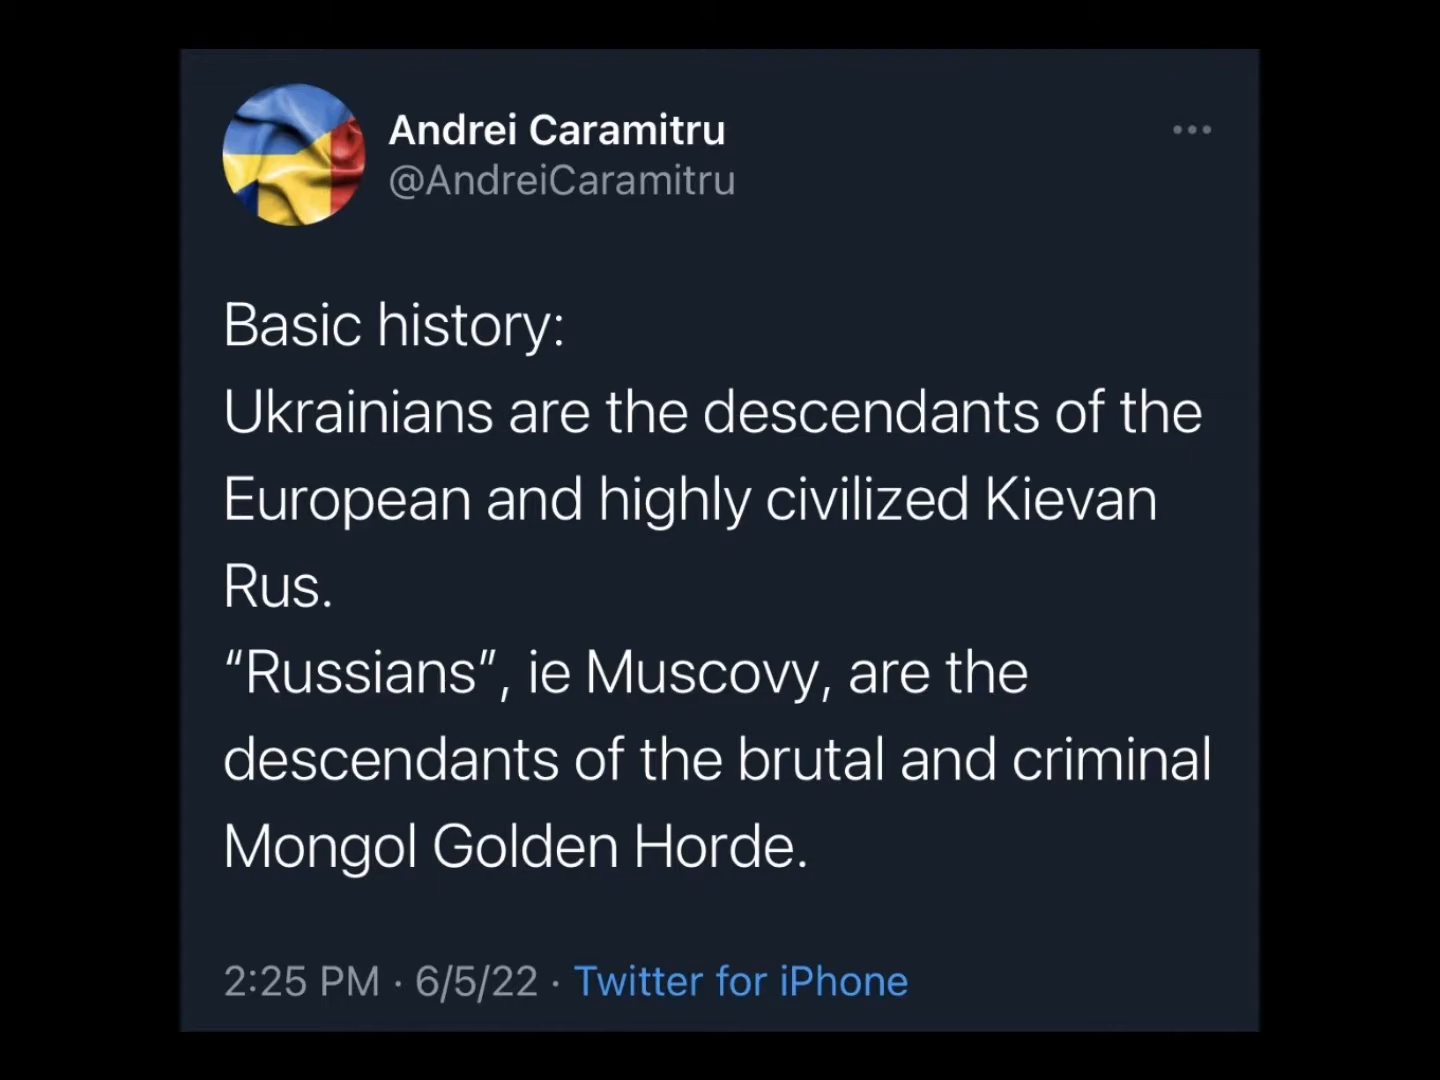 Andrei Caramitru
@AndreiCaramitru
Basic history:
Ukrainians are the descendants of the
European and highly civilized Kievan
Rus.
“Russians”, ie Muscovy, are the
descendants of the brutal and criminal
Mongol Golden Horde.
2:25 PM · 6/5/22 · Twitter for iPhone